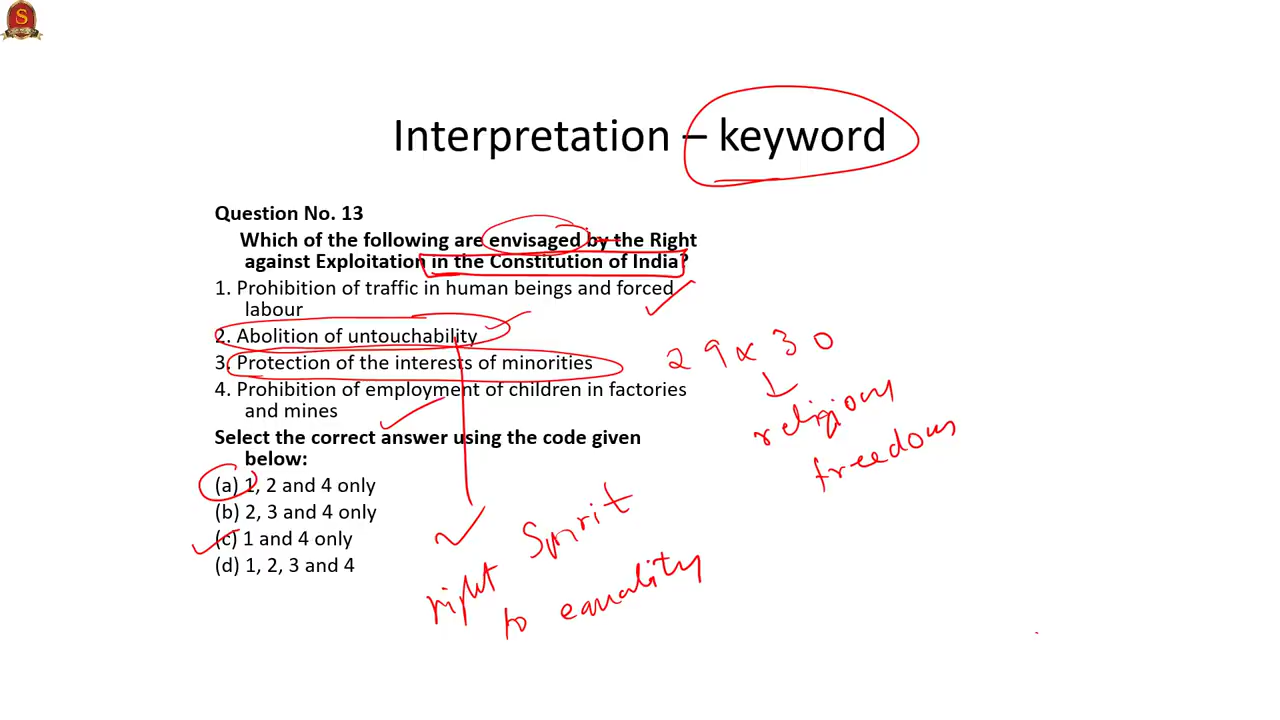 S
Interpretation – keyword
Question No. 13
Which of the following are envisaged by the Right
against Exploitation in the Constitution of India?
1. Prohibition of traffic in human beings and forced
labour
2. Abolition of untouchability
3. Protection of the interests of minorities
4. Prohibition of employment of children in factories
and mines
Select the correct answer using the code given
below:
(a) 1, 2 and 4 only
(b) 2, 3 and 4 only
(c) 1 and 4 only
(d) 1, 2, 3 and 4
29 & 30
religious
freedom
Spirit
right
to equality